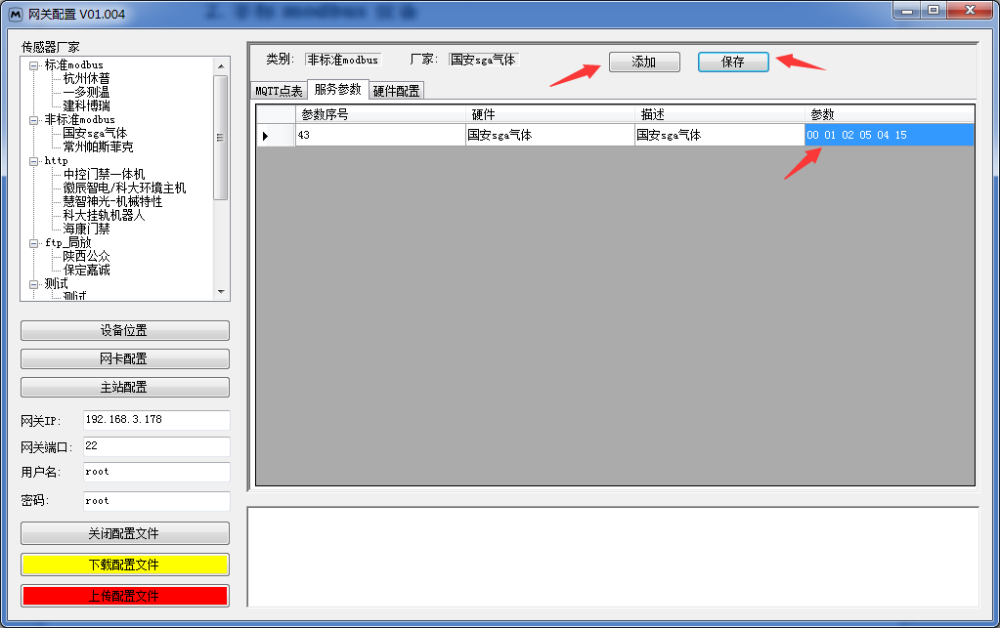 网关配置 V01.004
2. 非标 modbus 设备
传感器厂家
标准modbus
杭州休普
一多测温
建科博瑞
非标准modbus
国安sga气体
常州帕斯菲克
http
中控门禁一体机
徽辰智电/科大环境主机
慧智神光-机械特性
科大挂轨机器人
海康门禁
ftp_局放
陕西公众
保定嘉诚
测试
测试
设备位置
网卡配置
主站配置
网关IP: 192.168.3.178
网关端口: 22
用户名: root
密码: root
关闭配置文件
下载配置文件
上传配置文件
类别: 非标准modbus 厂家: 国安sga气体 添加 保存
MQTT点表 服务参数 硬件配置
参数序号 硬件 描述 参数
43 国安sga气体 国安sga气体 00 01 02 05 04 15